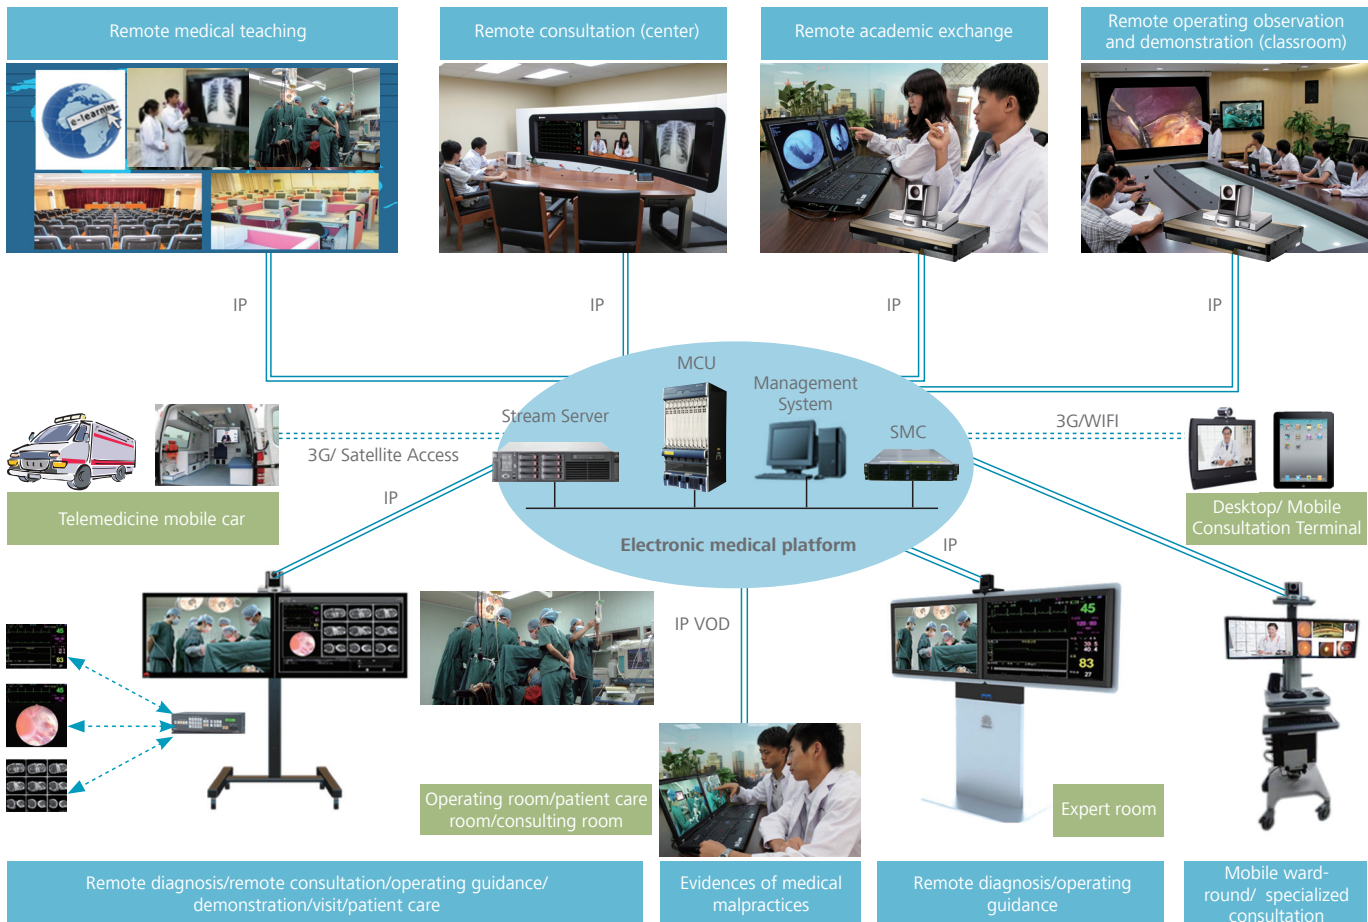 Remote medical teaching
Remote consultation (center)
Remote academic exchange
Remote operating observation
and demonstration (classroom)
e-learning
IP
IP
IP
IP
MCU
Management
System
Stream Server
SMC
3G/ Satellite Access
3G/WIFI
IP
Telemedicine mobile car
Desktop/ Mobile
Consultation Terminal
Electronic medical platform
IP
IP VOD
45
83
45
45
83
27
Operating room/patient care
room/consulting room
Expert room
Remote diagnosis/remote consultation/operating guidance/
demonstration/visit/patient care
Evidences of medical
malpractices
Remote diagnosis/operating
guidance
Mobile ward-
round/ specialized
consultation